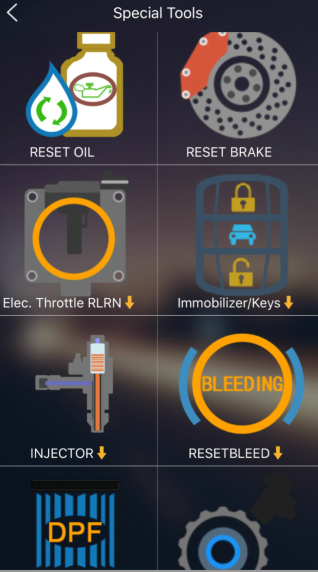 Special Tools
RESET OIL
RESET BRAKE
Elec. Throttle RLRN
Immobilizer/Keys
INJECTOR
BLEEDING
RESETBLEED
DPF